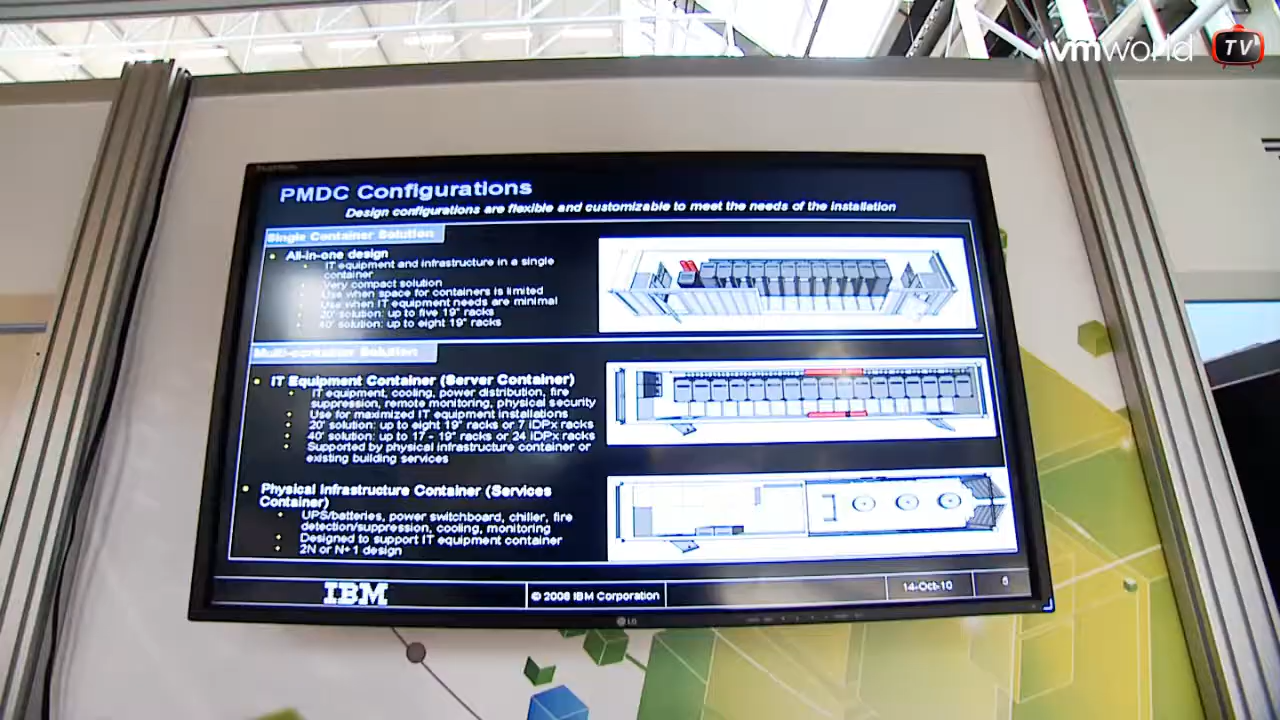 vmworld TV
PMDC Configurations
Design configurations are flexible and customizable to meet the needs of the installation
Single Container Solution
All-in-one design
IT equipment and infrastructure in a single
container
Very compact solution
Use when space for containers is limited
Use when IT equipment needs are minimal
20' solution: up to five 19" racks
40' solution: up to eight 19" racks
Multi-container Solution
IT Equipment Container (Server Container)
IT equipment, cooling, power distribution, fire
suppression, remote monitoring, physical security
Use for maximized IT equipment installations
20' solution: up to eight 19" racks or 7 iDPx racks
40' solution: up to 17 - 19" racks or 24 iDPx racks
Supported by physical infrastructure container or
existing building services
Physical Infrastructure Container (Services
Container)
UPS/batteries, power switchboard, chiller, fire
detection/suppression, cooling, monitoring
Designed to support IT equipment container
2N or N+1 design
IBM
© 2008 IBM Corporation
14-Oct-10
LG